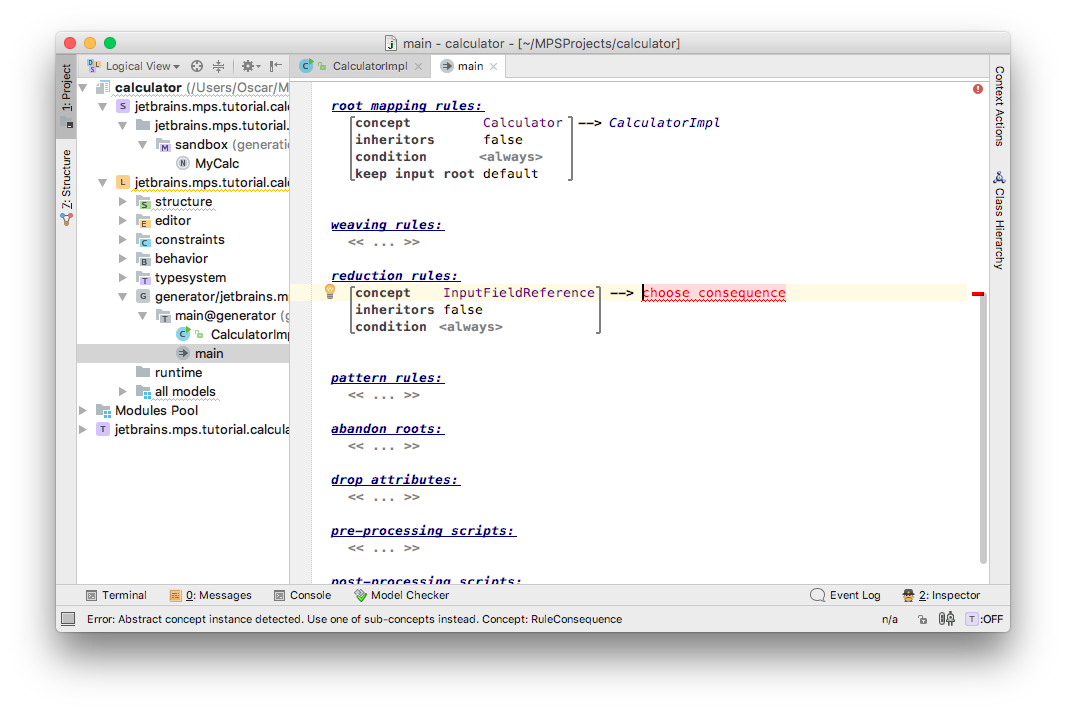 main - calculator - [~/MPSProjects/calculator]
1: Project
Z: Structure
Logical View
CalculatorImpl
main
calculator (/Users/Oscar/M
jetbrains.mps.tutorial.cal
jetbrains.mps.tutorial.
sandbox (generati
MyCalc
jetbrains.mps.tutorial.cal
structure
editor
constraints
behavior
typesystem
generator/jetbrains.m
main@generator (g
CalculatorIm
main
runtime
all models
Modules Pool
jetbrains.mps.tutorial.calcula
root mapping rules:
concept Calculator --> CalculatorImpl
inheritors false
condition <always>
keep input root default
weaving rules:
<< ... >>
reduction rules:
concept InputFieldReference --> choose consequence
inheritors false
condition <always>
pattern rules:
<< ... >>
abandon roots:
<< ... >>
drop attributes:
<< ... >>
pre-processing scripts:
<< ... >>
post-processing scripts:
Context Actions
Class Hierarchy
Terminal
0: Messages
Console
Model Checker
Event Log
2: Inspector
Error: Abstract concept instance detected. Use one of sub-concepts instead. Concept: RuleConsequence
n/a
T :OFF